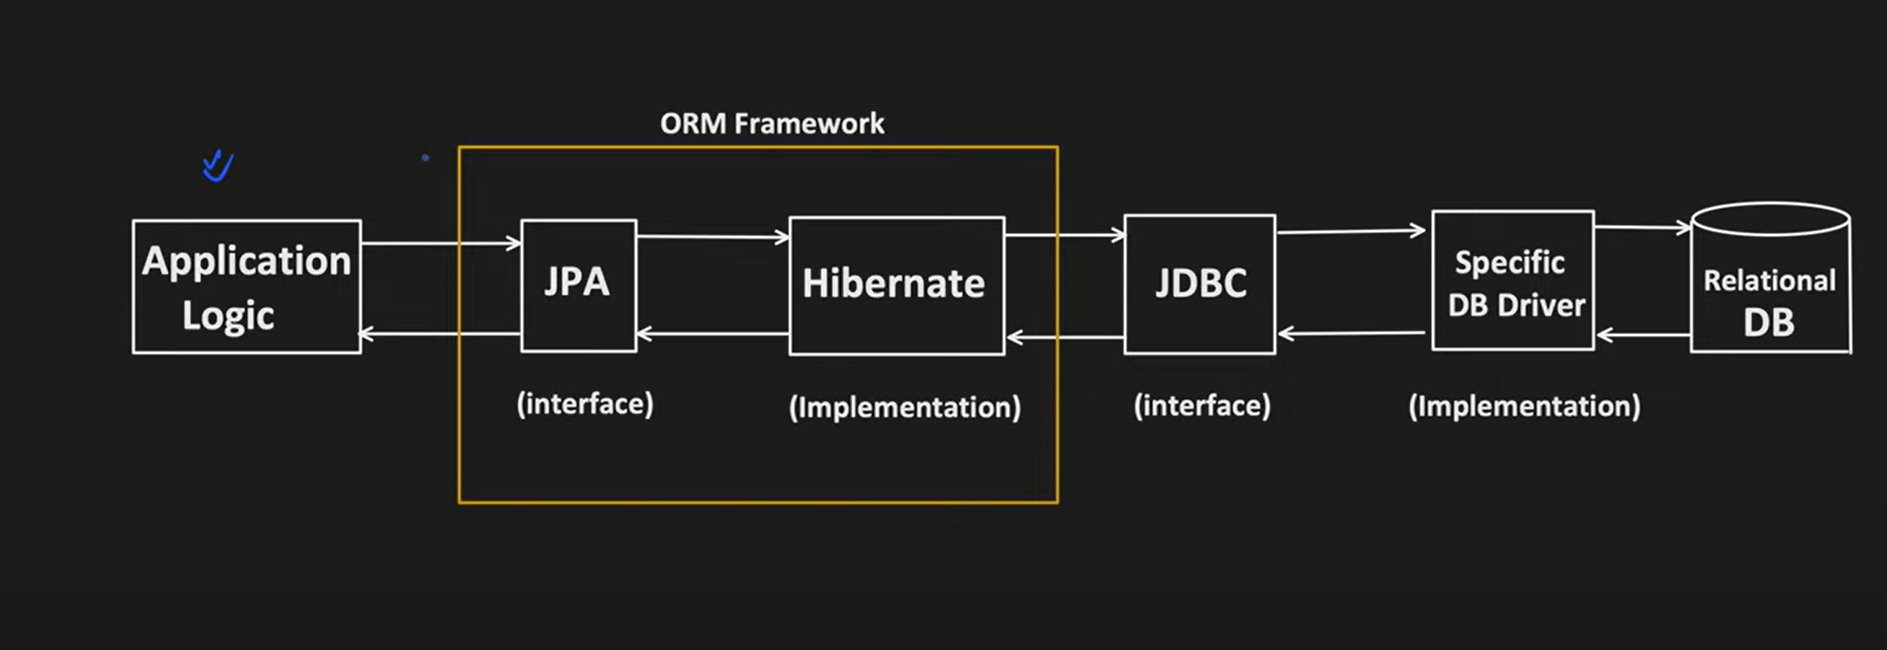 ORM Framework
Application
Logic
JPA
(interface)
Hibernate
(Implementation)
JDBC
(interface)
Specific
DB Driver
(Implementation)
Relational
DB